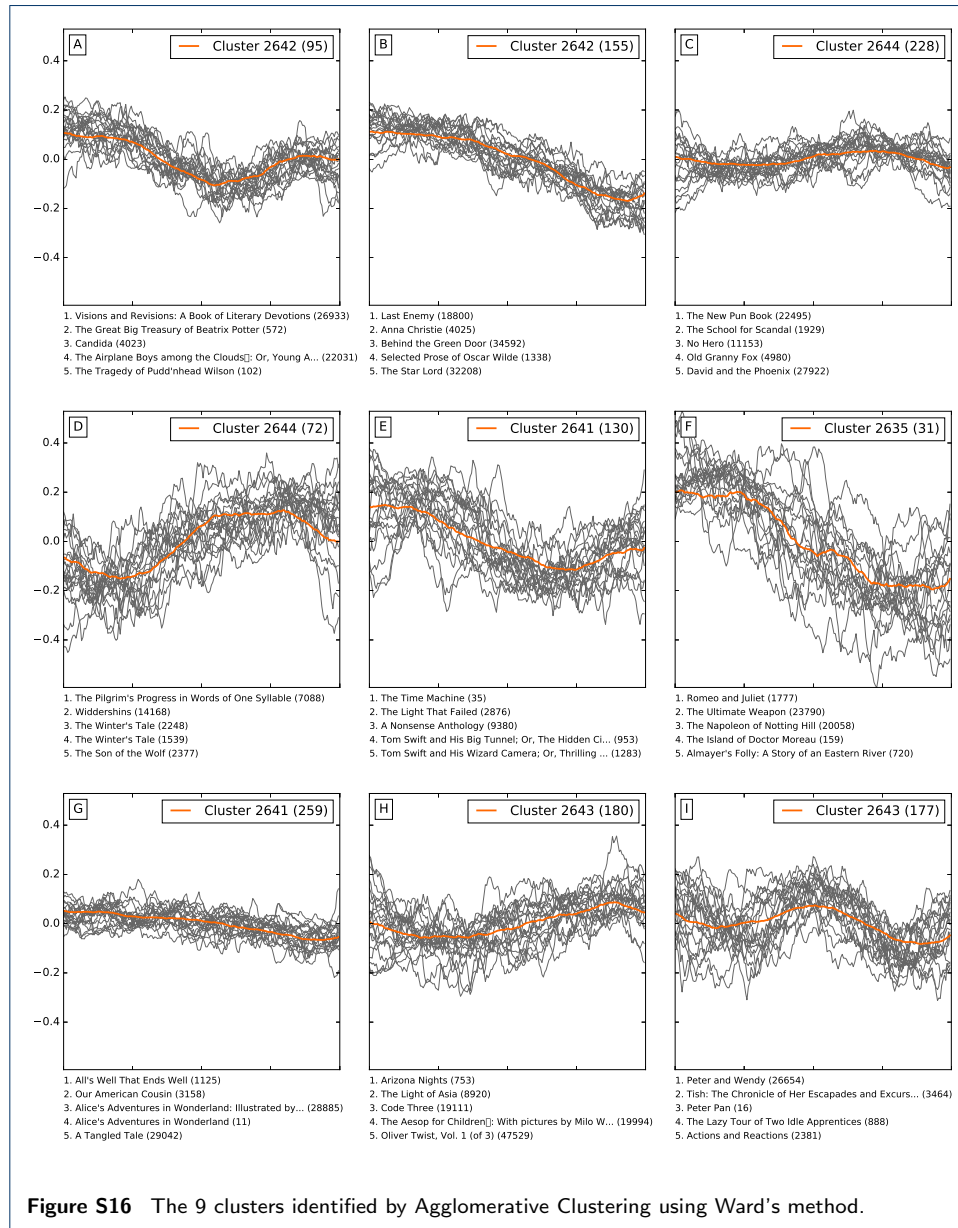 A
Cluster 2642 (95)
B
Cluster 2642 (155)
C
Cluster 2644 (228)
0.4
0.2
0.0
−0.2
−0.4
1. Visions and Revisions: A Book of Literary Devotions (26933)
2. The Great Big Treasury of Beatrix Potter (572)
3. Candida (4023)
4. The Airplane Boys among the Clouds▯: Or, Young A... (22031)
5. The Tragedy of Pudd'nhead Wilson (102)
1. Last Enemy (18800)
2. Anna Christie (4025)
3. Behind the Green Door (34592)
4. Selected Prose of Oscar Wilde (1338)
5. The Star Lord (32208)
1. The New Pun Book (22495)
2. The School for Scandal (1929)
3. No Hero (11153)
4. Old Granny Fox (4980)
5. David and the Phoenix (27922)
D
Cluster 2644 (72)
E
Cluster 2641 (130)
F
Cluster 2635 (31)
0.4
0.2
0.0
−0.2
−0.4
1. The Pilgrim's Progress in Words of One Syllable (7088)
2. Widdershins (14168)
3. The Winter's Tale (2248)
4. The Winter's Tale (1539)
5. The Son of the Wolf (2377)
1. The Time Machine (35)
2. The Light That Failed (2876)
3. A Nonsense Anthology (9380)
4. Tom Swift and His Big Tunnel; Or, The Hidden Ci... (953)
5. Tom Swift and His Wizard Camera; Or, Thrilling ... (1283)
1. Romeo and Juliet (1777)
2. The Ultimate Weapon (23790)
3. The Napoleon of Notting Hill (20058)
4. The Island of Doctor Moreau (159)
5. Almayer's Folly: A Story of an Eastern River (720)
G
Cluster 2641 (259)
H
Cluster 2643 (180)
I
Cluster 2643 (177)
0.4
0.2
0.0
−0.2
−0.4
1. All's Well That Ends Well (1125)
2. Our American Cousin (3158)
3. Alice's Adventures in Wonderland: Illustrated by... (28885)
4. Alice's Adventures in Wonderland (11)
5. A Tangled Tale (29042)
1. Arizona Nights (753)
2. The Light of Asia (8920)
3. Code Three (19111)
4. The Aesop for Children▯: With pictures by Milo W... (19994)
5. Oliver Twist, Vol. 1 (of 3) (47529)
1. Peter and Wendy (26654)
2. Tish: The Chronicle of Her Escapades and Excurs... (3464)
3. Peter Pan (16)
4. The Lazy Tour of Two Idle Apprentices (888)
5. Actions and Reactions (2381)
Figure S16 The 9 clusters identified by Agglomerative Clustering using Ward's method.